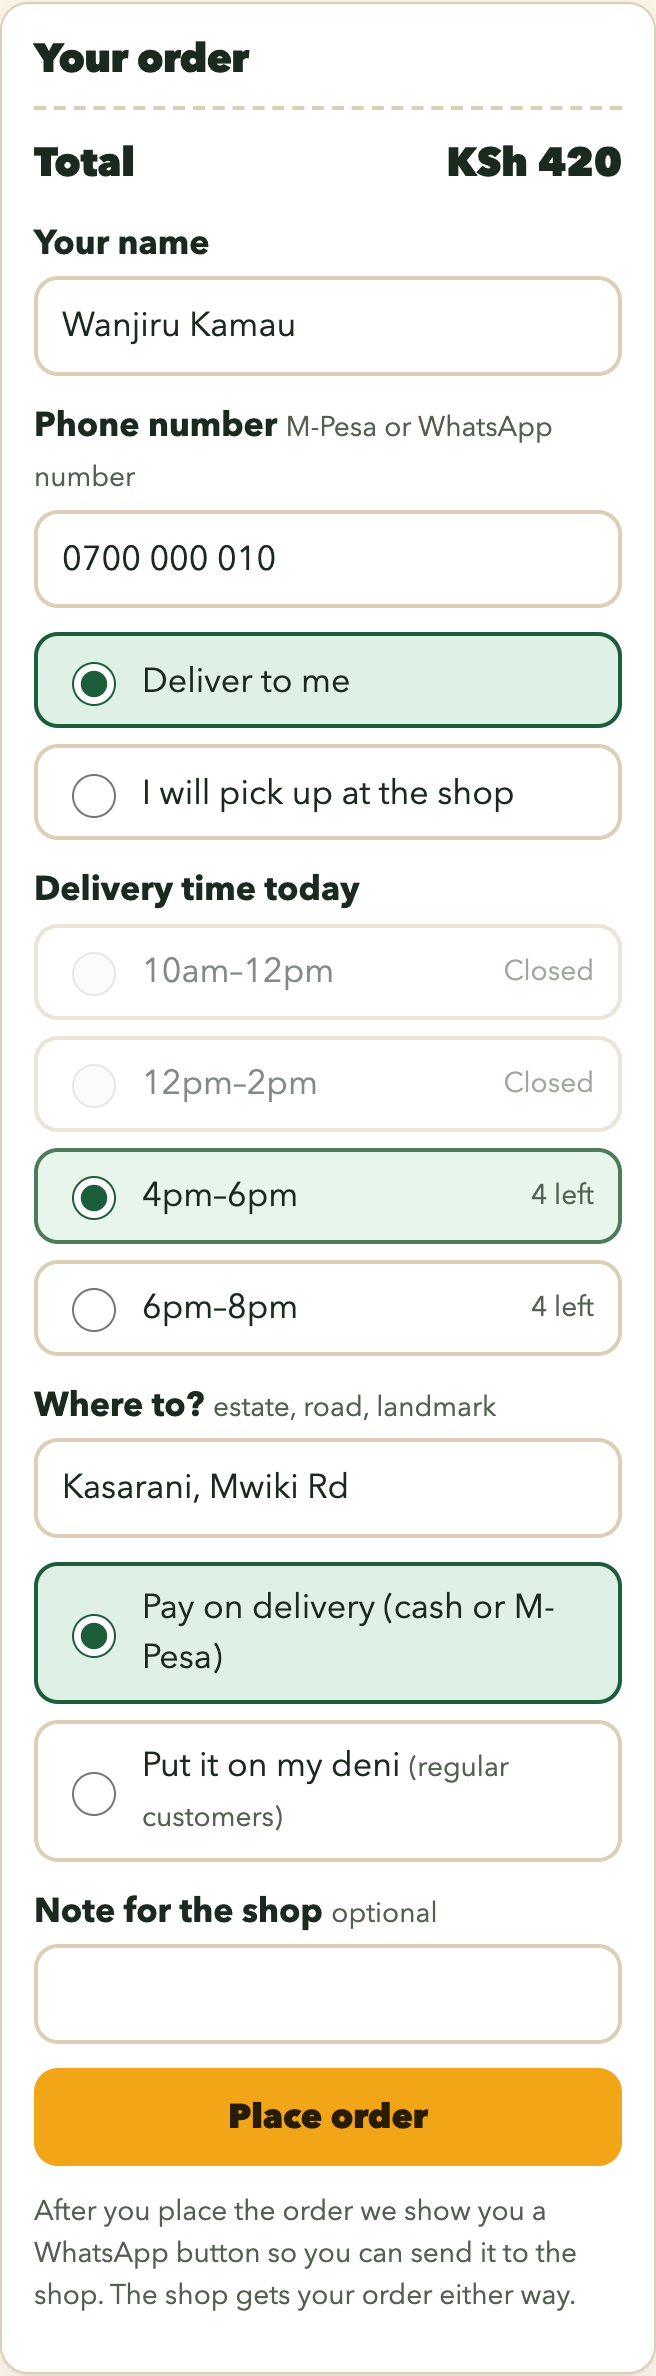 Your order
Total KSh 420
Your name
Wanjiru Kamau
Phone number M-Pesa or WhatsApp
number
0700 000 010
Deliver to me
I will pick up at the shop
Delivery time today
10am–12pm Closed
12pm–2pm Closed
4pm–6pm 4 left
6pm–8pm 4 left
Where to? estate, road, landmark
Kasarani, Mwiki Rd
Pay on delivery (cash or M-
Pesa)
Put it on my deni (regular
customers)
Note for the shop optional
Place order
After you place the order we show you a
WhatsApp button so you can send it to the
shop. The shop gets your order either way.